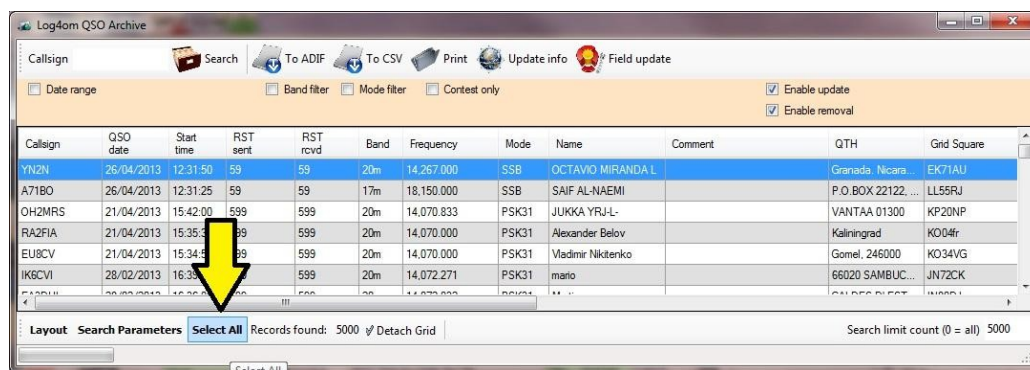 Log4om QSO Archive
Callsign Search To ADIF To CSV Print Update info Field update
Date range Band filter Mode filter Contest only Enable update
Enable removal
Callsign QSO date Start time RST sent RST rcvd Band Frequency Mode Name Comment QTH Grid Square
YN2N 26/04/2013 12:31:50 59 59 20m 14,267.000 SSB OCTAVIO MIRANDA L Granada. Nicara... EK71AU
A71BO 26/04/2013 12:31:25 59 59 17m 18,150.000 SSB SAIF AL-NAEMI P.O.BOX 22122, ... LL55RJ
OH2MRS 21/04/2013 15:42:00 599 599 20m 14,070.833 PSK31 JUKKA YRJ-L- VANTAA 01300 KP20NP
RA2FIA 21/04/2013 599 20m 14,070.000 PSK31 Alexander Belov Kaliningrad KO04fr
EU8CV 21/04/2013 599 20m 14,070.000 PSK31 Vladimir Nikitenko Gomel, 246000 KO34VG
IK6CVI 28/02/2013 599 20m 14,072.271 PSK31 mario 66020 SAMBUC... JN72CK
Layout Search Parameters Select All Records found: 5000 Detach Grid Search limit count (0 = all) 5000
Select All